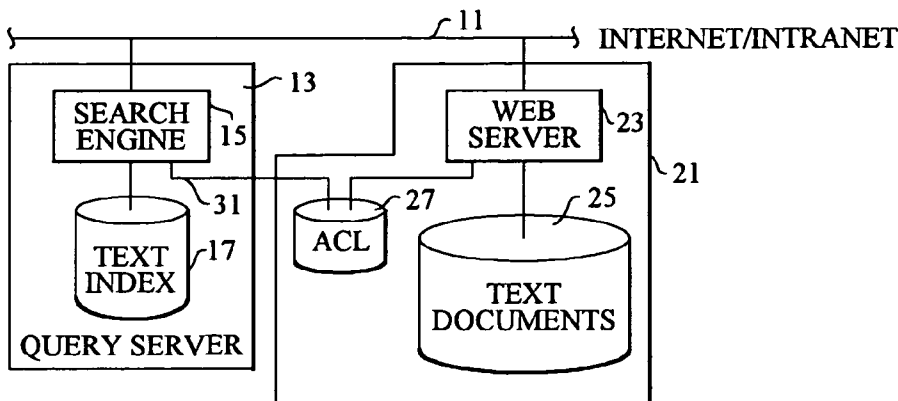 11
INTERNET/INTRANET
13
SEARCH
ENGINE
15
WEB
SERVER
23
21
31
27
ACL
25
TEXT
INDEX
17
TEXT
DOCUMENTS
QUERY SERVER